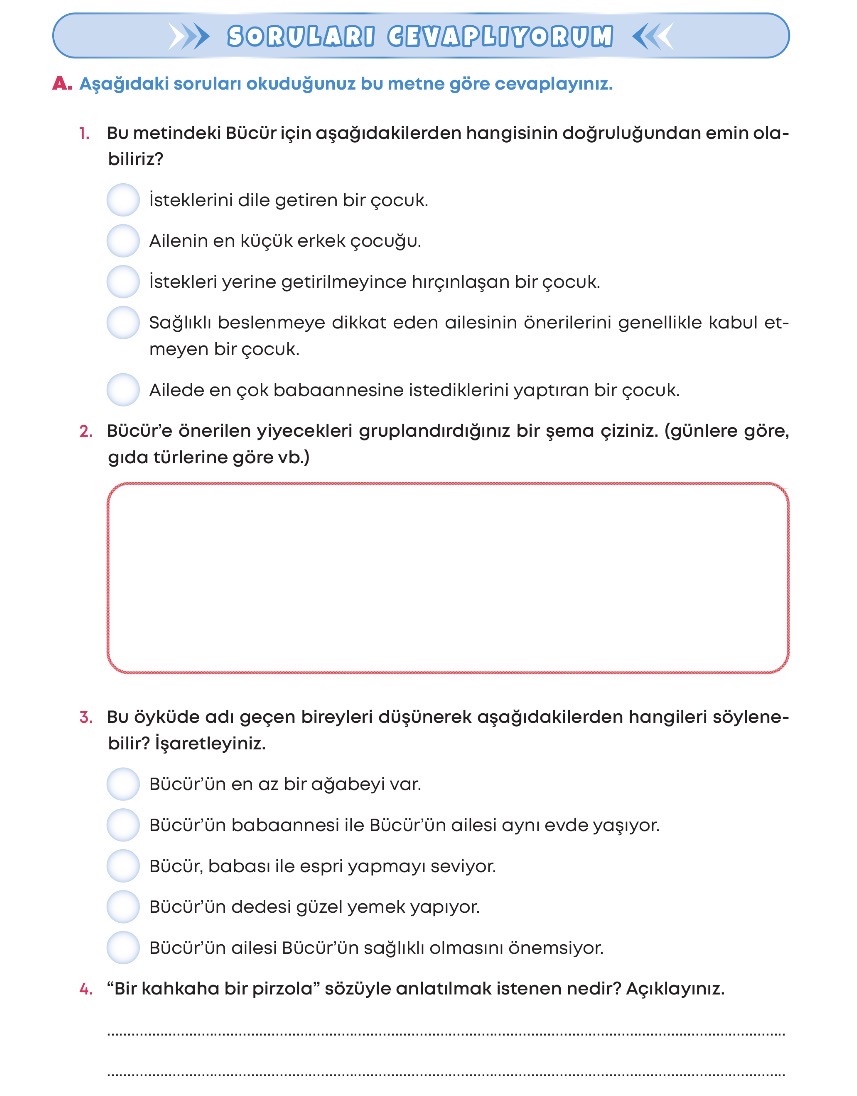 SORULARI CEVAPLIYORUM
A. Aşağıdaki soruları okuduğunuz bu metne göre cevaplayınız.
1. Bu metindeki Bücür için aşağıdakilerden hangisinin doğruluğundan emin ola-
biliriz?
İsteklerini dile getiren bir çocuk.
Ailenin en küçük erkek çocuğu.
İstekleri yerine getirilmeyince hırçınlaşan bir çocuk.
Sağlıklı beslenmeye dikkat eden ailesinin önerilerini genellikle kabul et-
meyen bir çocuk.
Ailede en çok babaannesine istediklerini yaptıran bir çocuk.
2. Bücür’e önerilen yiyecekleri gruplandırdığınız bir şema çiziniz. (günlere göre,
gıda türlerine göre vb.)
3. Bu öyküde adı geçen bireyleri düşünerek aşağıdakilerden hangileri söylene-
bilir? İşaretleyiniz.
Bücür’ün en az bir ağabeyi var.
Bücür’ün babaannesi ile Bücür’ün ailesi aynı evde yaşıyor.
Bücür, babası ile espri yapmayı seviyor.
Bücür’ün dedesi güzel yemek yapıyor.
Bücür’ün ailesi Bücür’ün sağlıklı olmasını önemsiyor.
4. “Bir kahkaha bir pirzola” sözüyle anlatılmak istenen nedir? Açıklayınız.